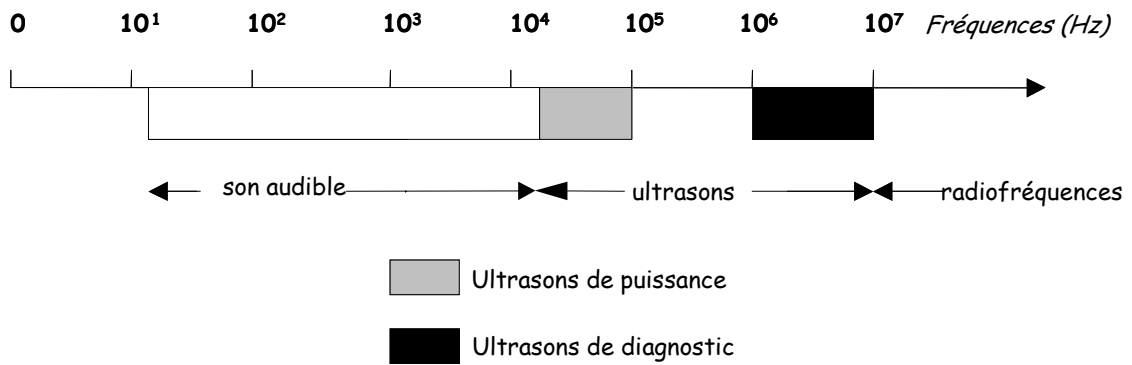 0 10¹ 10² 10³ 10⁴ 10⁵ 10⁶ 10⁷ Fréquences (Hz)
son audible ultrasons radiofréquences
Ultrasons de puissance
Ultrasons de diagnostic